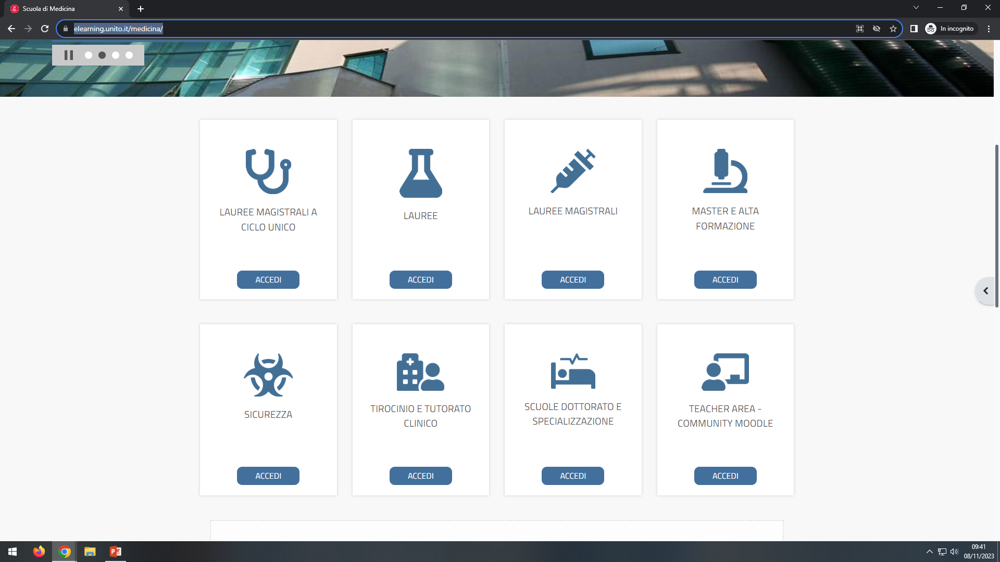 Scuola di Medicina
elearning.unito.it/medicina/
In incognito
LAUREE MAGISTRALI A
CICLO UNICO
ACCEDI
LAUREE
ACCEDI
LAUREE MAGISTRALI
ACCEDI
MASTER E ALTA
FORMAZIONE
ACCEDI
SICUREZZA
ACCEDI
TIROCINIO E TUTORATO
CLINICO
ACCEDI
SCUOLE DOTTORATO E
SPECIALIZZAZIONE
ACCEDI
TEACHER AREA -
COMMUNITY MOODLE
ACCEDI
09:41
08/11/2023